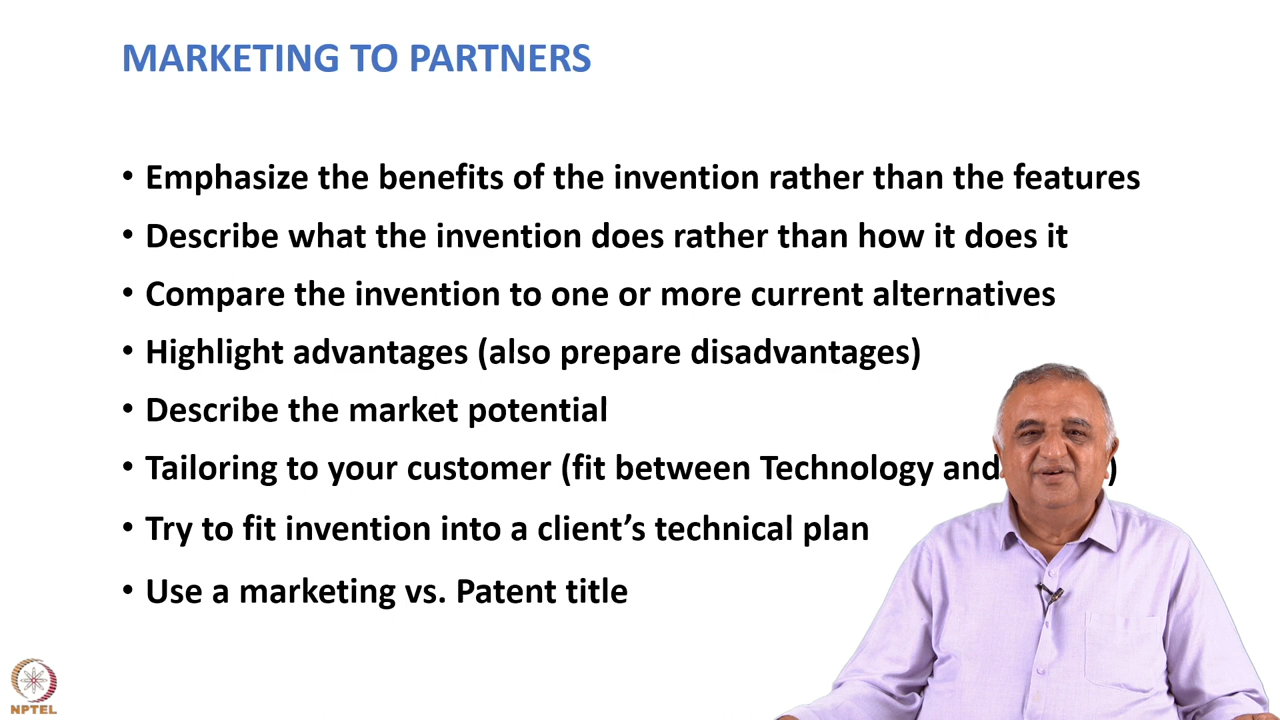 MARKETING TO PARTNERS
• Emphasize the benefits of the invention rather than the features
• Describe what the invention does rather than how it does it
• Compare the invention to one or more current alternatives
• Highlight advantages (also prepare disadvantages)
• Describe the market potential
• Tailoring to your customer (fit between Technology and )
• Try to fit invention into a client’s technical plan
• Use a marketing vs. Patent title
NPTEL